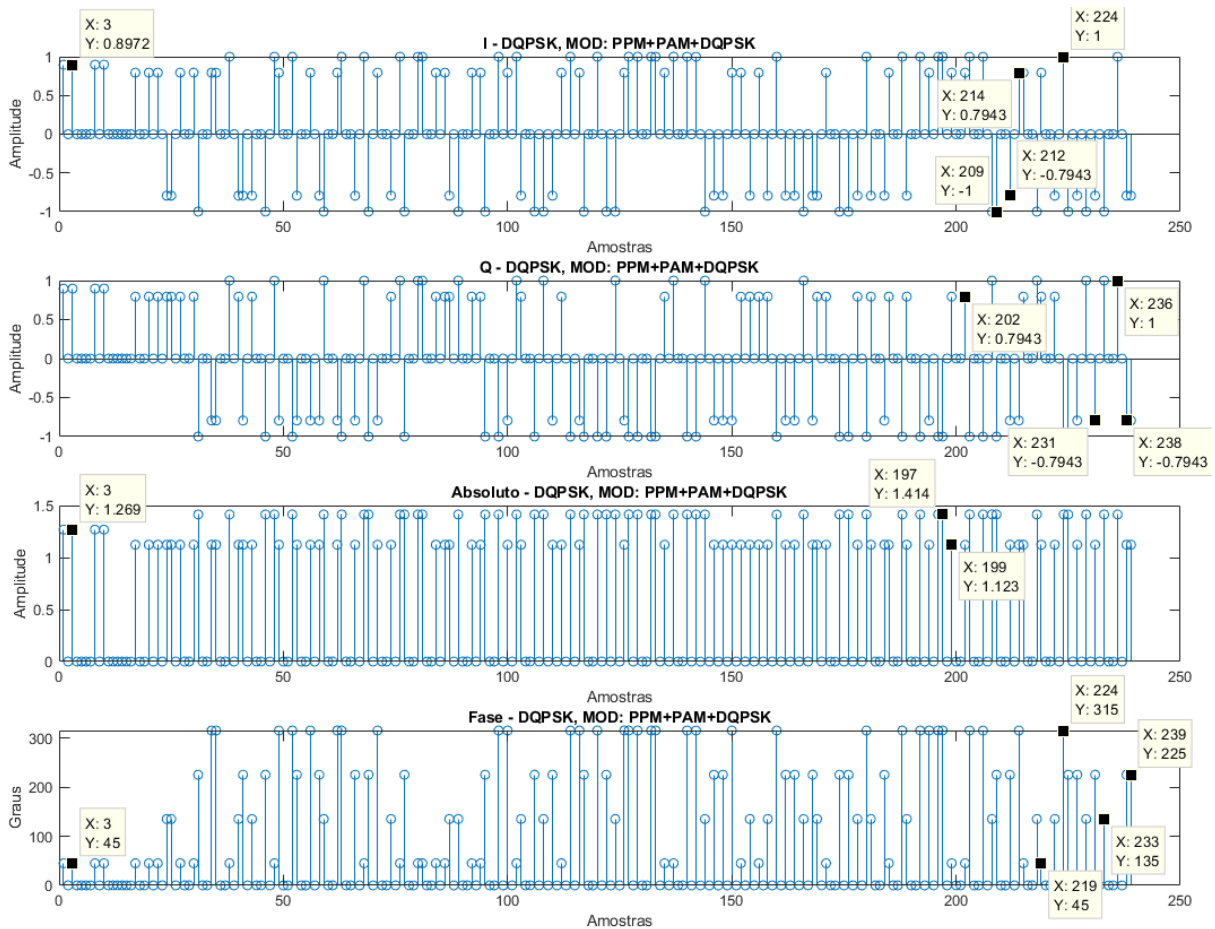 X: 3
Y: 0.8972
I - DQPSK, MOD: PPM+PAM+DQPSK
X: 224
Y: 1
X: 214
Y: 0.7943
X: 212
Y: -0.7943
X: 209
Y: -1
1
0.5
0
-0.5
-1
Amplitude
0
50
100
150
200
250
Amostras
Q - DQPSK, MOD: PPM+PAM+DQPSK
X: 236
Y: 1
X: 202
Y: 0.7943
X: 231
Y: -0.7943
X: 238
Y: -0.7943
1
0.5
0
-0.5
-1
Amplitude
0
50
100
150
200
250
Amostras
X: 3
Y: 1.269
Absoluto - DQPSK, MOD: PPM+PAM+DQPSK
X: 197
Y: 1.414
X: 199
Y: 1.123
1.5
1
0.5
0
Amplitude
0
50
100
150
200
250
Amostras
Fase - DQPSK, MOD: PPM+PAM+DQPSK
X: 224
Y: 315
X: 239
Y: 225
X: 3
Y: 45
X: 233
Y: 135
X: 219
Y: 45
300
200
100
0
Graus
0
50
100
150
200
250
Amostras